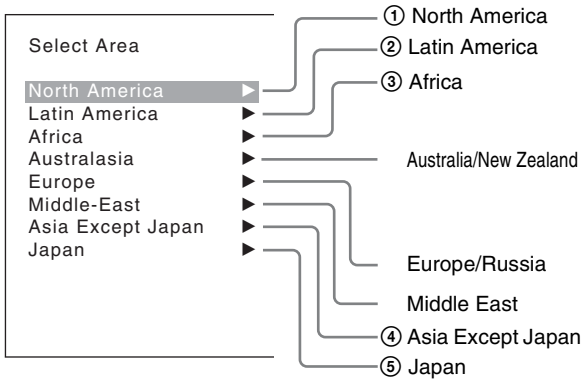 Select Area
North America ▶
Latin America ▶
Africa ▶
Australasia ▶
Europe ▶
Middle-East ▶
Asia Except Japan ▶
Japan ▶
① North America
② Latin America
③ Africa
Australia/New Zealand
Europe/Russia
Middle East
④ Asia Except Japan
⑤ Japan